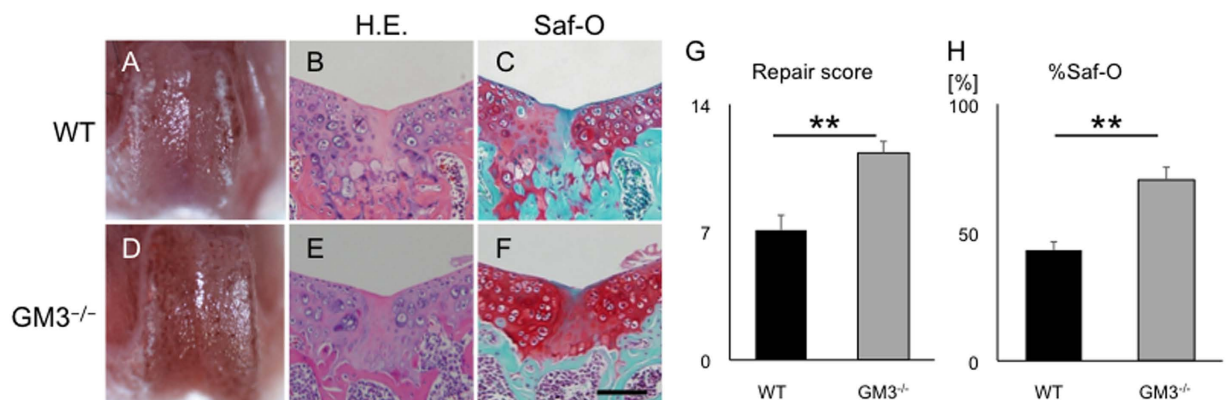 H.E.
Saf-O
WT
A
B
C
GM3⁻/⁻
D
E
F
G
Repair score
14
7
0
**
WT
GM3⁻/⁻
H
[%]
%Saf-O
100
50
0
**
WT
GM3⁻/⁻